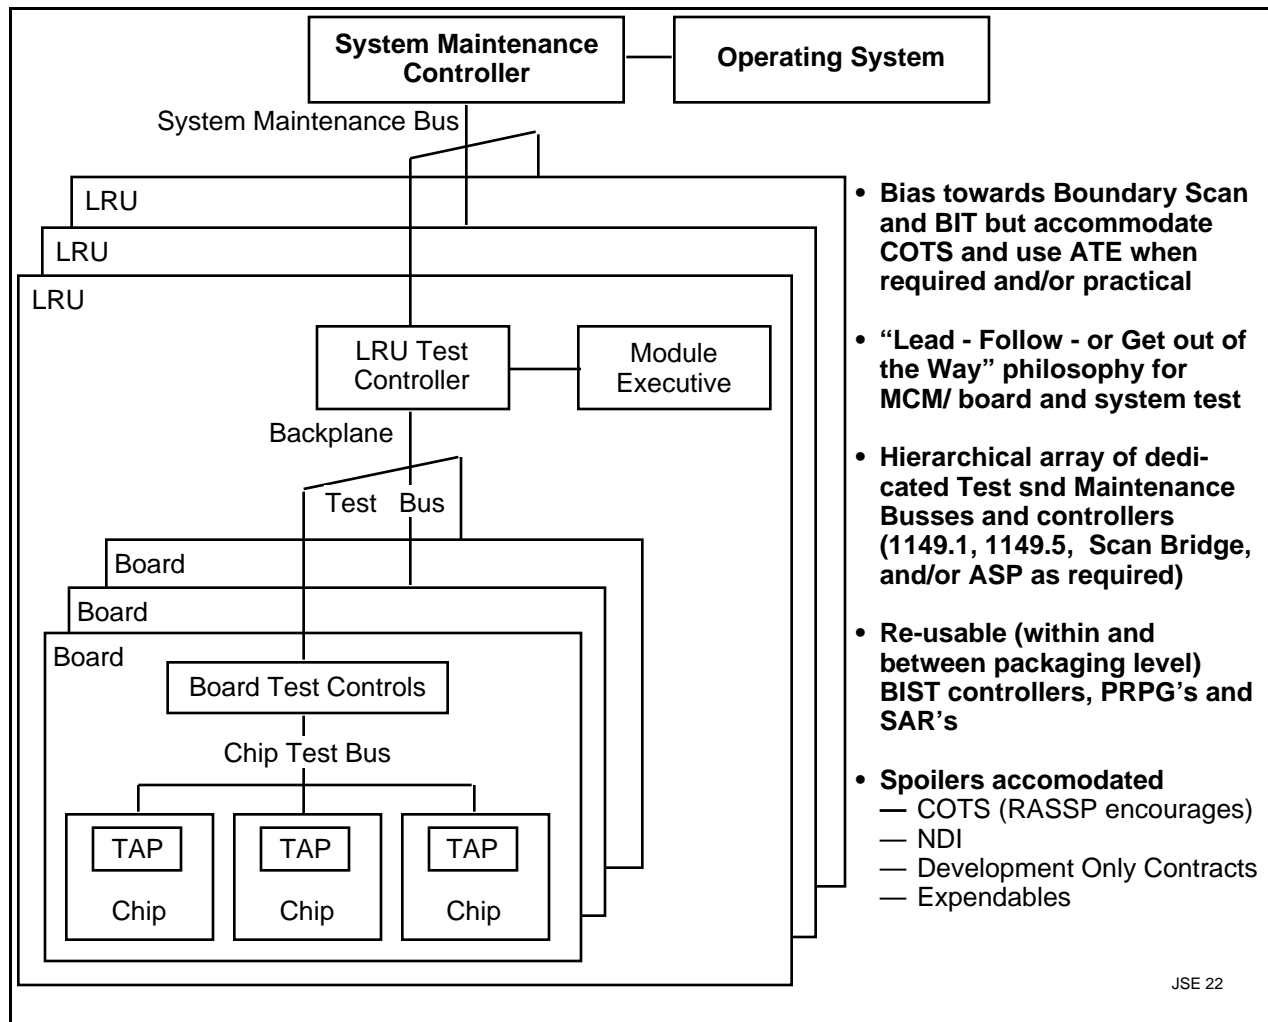 System Maintenance
Controller
Operating System
System Maintenance Bus
LRU
LRU
LRU
LRU Test
Controller
Module
Executive
Backplane
Test Bus
Board
Board
Board
Board Test Controls
Chip Test Bus
TAP
TAP
TAP
Chip
Chip
Chip
• Bias towards Boundary Scan
and BIT but accommodate
COTS and use ATE when
required and/or practical
• “Lead - Follow - or Get out of
the Way” philosophy for
MCM/ board and system test
• Hierarchical array of dedi-
cated Test snd Maintenance
Busses and controllers
(1149.1, 1149.5, Scan Bridge,
and/or ASP as required)
• Re-usable (within and
between packaging level)
BIST controllers, PRPG’s and
SAR’s
• Spoilers accomodated
— COTS (RASSP encourages)
— NDI
— Development Only Contracts
— Expendables
JSE 22